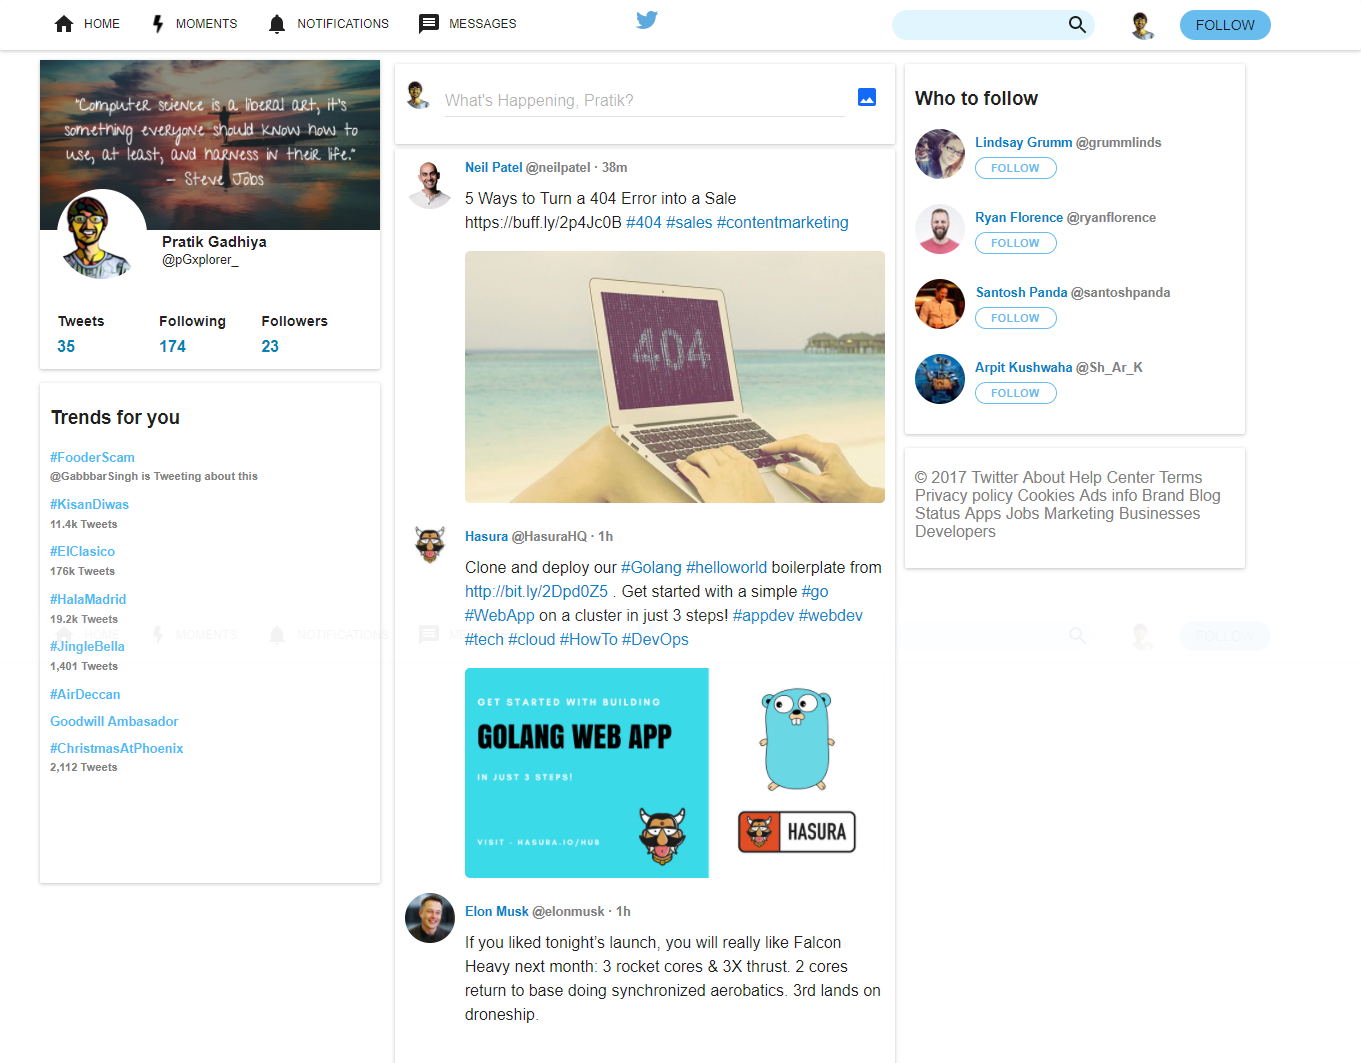 HOME MOMENTS NOTIFICATIONS MESSAGES FOLLOW
"Computer science is a liberal art, it's
something everyone should know how to
use, at least, and harness in their life."
– Steve Jobs
Pratik Gadhiya
@pGxplorer_
Tweets Following Followers
35 174 23
Trends for you
#FooderScam
@GabbbarSingh is Tweeting about this
#KisanDiwas
11.4k Tweets
#ElClasico
176k Tweets
#HalaMadrid
19.2k Tweets
#JingleBella
1,401 Tweets
#AirDeccan
Goodwill Ambasador
#ChristmasAtPhoenix
2,112 Tweets
What's Happening, Pratik?
Neil Patel @neilpatel · 38m
5 Ways to Turn a 404 Error into a Sale
https://buff.ly/2p4Jc0B #404 #sales #contentmarketing
404
Hasura @HasuraHQ · 1h
Clone and deploy our #Golang #helloworld boilerplate from
http://bit.ly/2Dpd0Z5 . Get started with a simple #go
#WebApp on a cluster in just 3 steps! #appdev #webdev
#tech #cloud #HowTo #DevOps
GET STARTED WITH BUILDING
GOLANG WEB APP
IN JUST 3 STEPS!
VISIT - HASURA.IO/HUB
HASURA
Elon Musk @elonmusk · 1h
If you liked tonight's launch, you will really like Falcon
Heavy next month: 3 rocket cores & 3X thrust. 2 cores
return to base doing synchronized aerobatics. 3rd lands on
droneship.
Who to follow
Lindsay Grumm @grummlinds
FOLLOW
Ryan Florence @ryanflorence
FOLLOW
Santosh Panda @santoshpanda
FOLLOW
Arpit Kushwaha @Sh_Ar_K
FOLLOW
© 2017 Twitter About Help Center Terms
Privacy policy Cookies Ads info Brand Blog
Status Apps Jobs Marketing Businesses
Developers
HOME MOMENTS NOTIFICATIONS FOLLOW